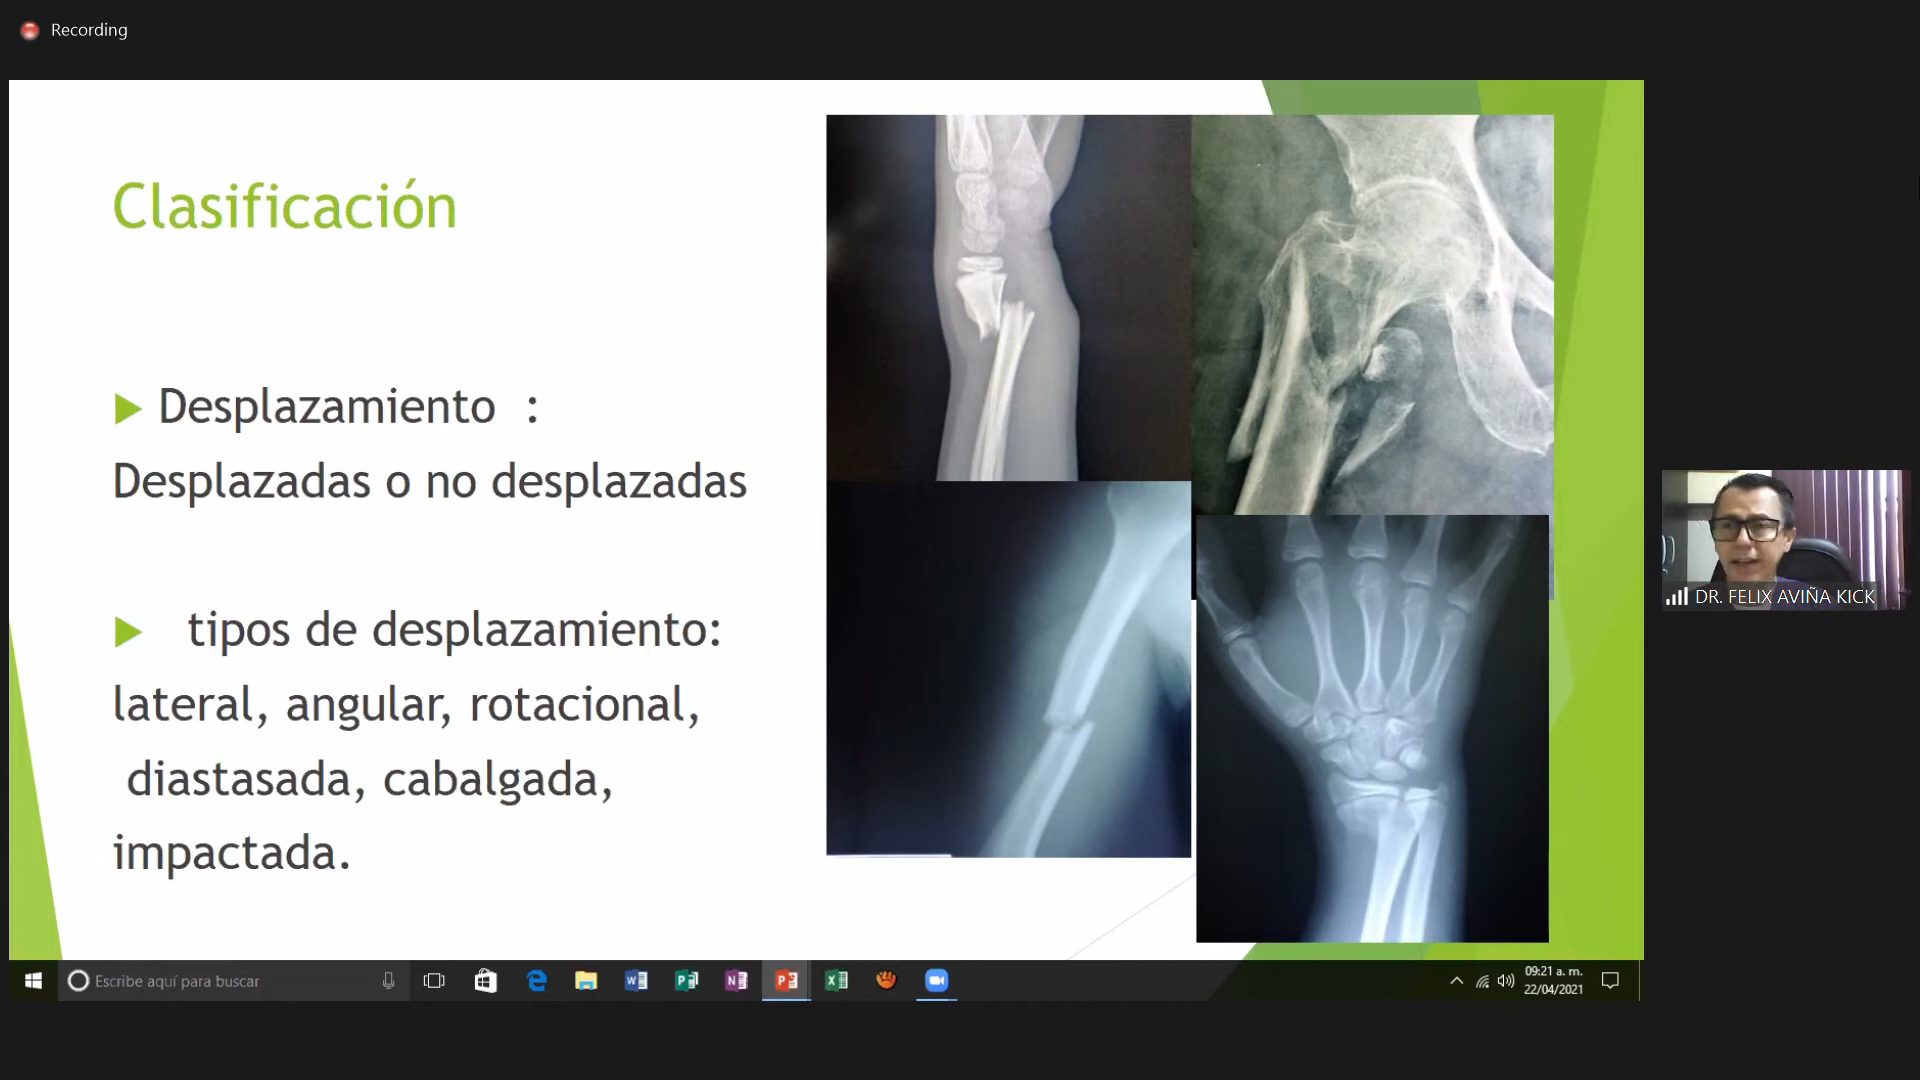 Recording
Clasificación
Desplazamiento :
Desplazadas o no desplazadas
tipos de desplazamiento:
lateral, angular, rotacional,
diastasada, cabalgada,
impactada.
DR. FELIX AVIÑA KICK
Escribe aquí para buscar
09:21 a. m.
22/04/2021